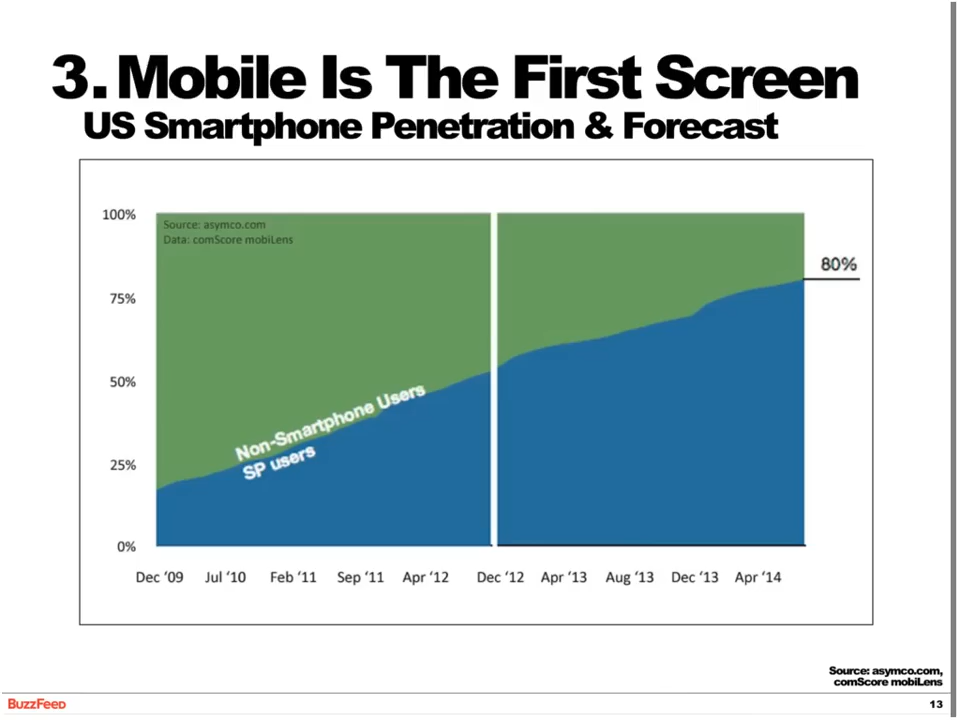 3. Mobile Is The First Screen
US Smartphone Penetration & Forecast
100%
Source: asymco.com
Data: comScore mobiLens
80%
75%
50%
Non-Smartphone Users
SP users
25%
0%
Dec ‘09 Jul ‘10 Feb ‘11 Sep ‘11 Apr ‘12 Dec ‘12 Apr ‘13 Aug ‘13 Dec ‘13 Apr ‘14
Source: asymco.com,
comScore mobiLens
BuzzFeed 13